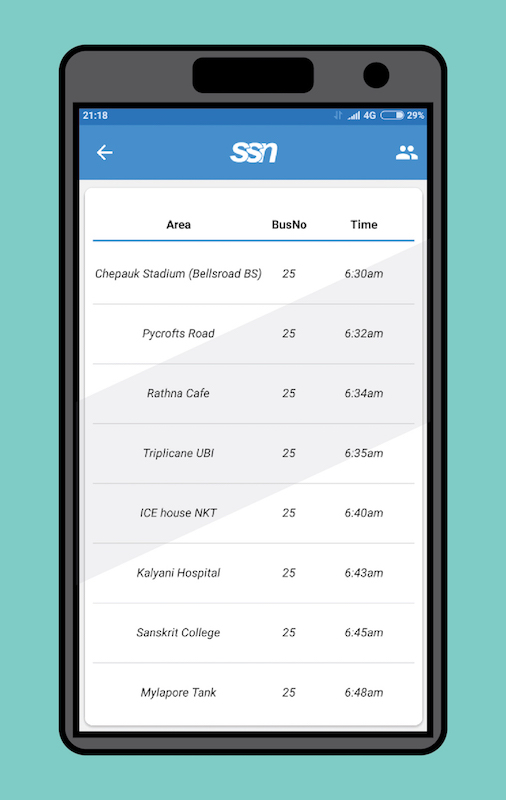 21:18 4G 29%
ssn
Area BusNo Time
Chepauk Stadium (Bellsroad BS) 25 6:30am
Pycrofts Road 25 6:32am
Rathna Cafe 25 6:34am
Triplicane UBI 25 6:35am
ICE house NKT 25 6:40am
Kalyani Hospital 25 6:43am
Sanskrit College 25 6:45am
Mylapore Tank 25 6:48am